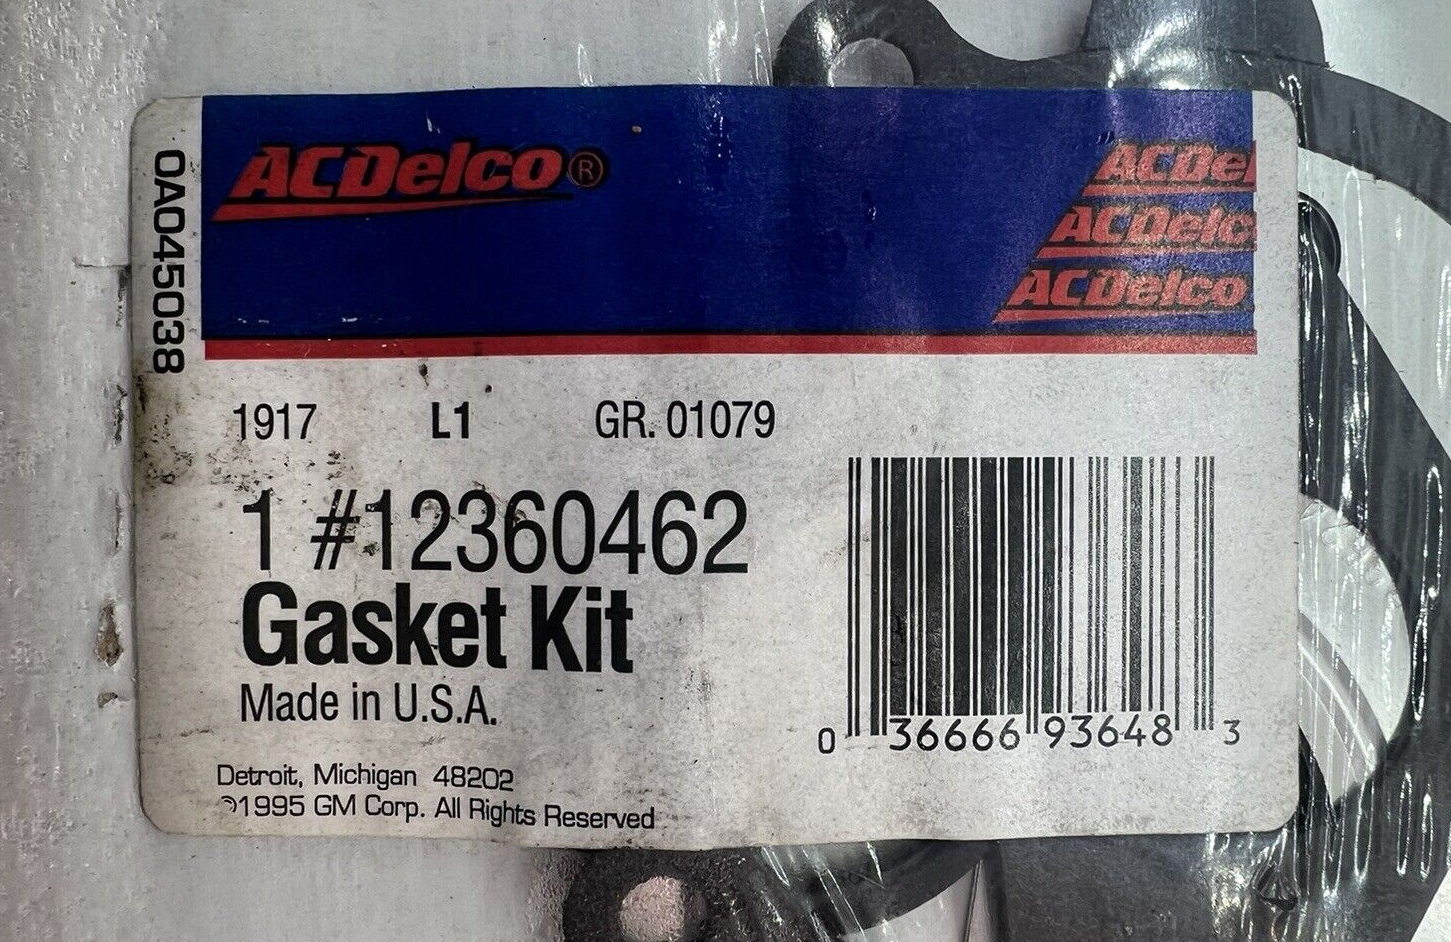 ACDelco®
ACDel
ACDelc
ACDelco
0A045038
1917 L1 GR. 01079
1 #12360462
Gasket Kit
Made in U.S.A.
0 36666 93648 3
Detroit, Michigan 48202
©1995 GM Corp. All Rights Reserved